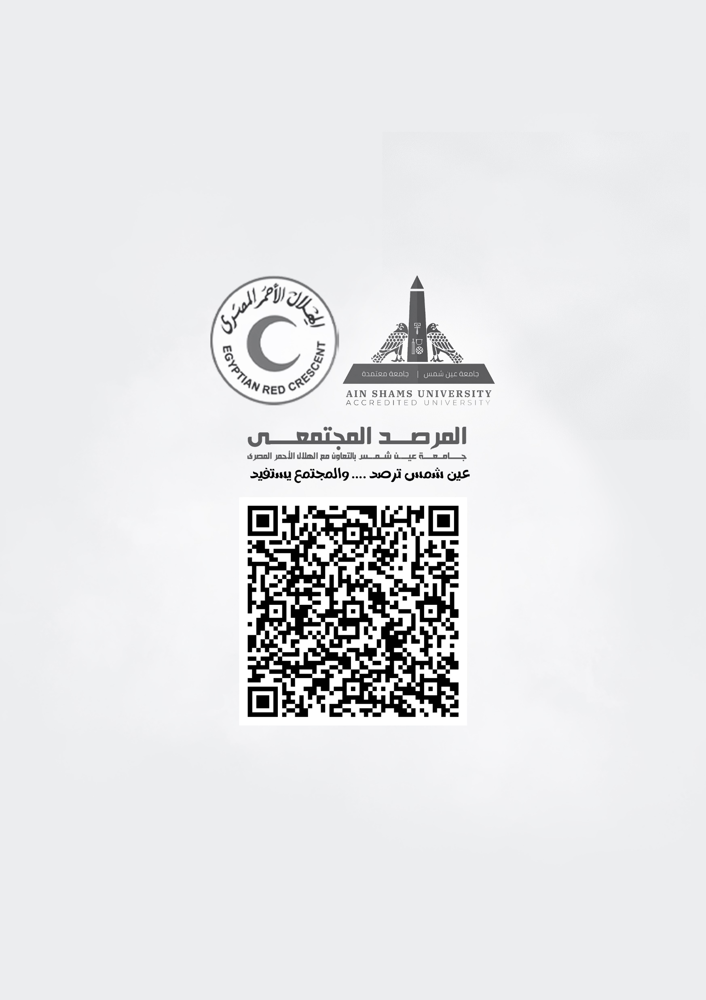 الهلال الأحمر المصرى
EGYPTIAN RED CRESCENT
جامعة عين شمس | جامعة معتمدة
AIN SHAMS UNIVERSITY
ACCREDITED UNIVERSITY
المرصد المجتمعى
جامعة عين شمس بالتعاون مع الهلال الأحمر المصرى
عين شمس ترصد .... والمجتمع يستفيد